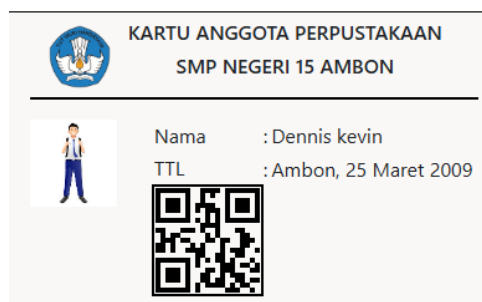 KARTU ANGGOTA PERPUSTAKAAN
SMP NEGERI 15 AMBON
Nama : Dennis kevin
TTL : Ambon, 25 Maret 2009